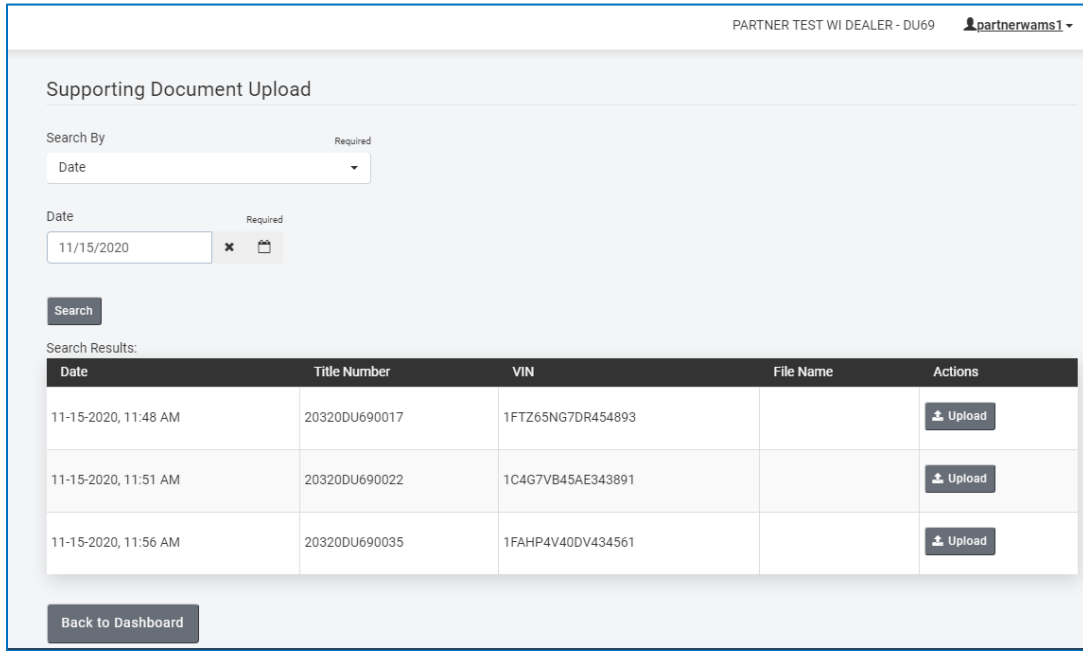 PARTNER TEST WI DEALER - DU69 partnerwams1
Supporting Document Upload
Search By Required
Date
Date Required
11/15/2020
Search
Search Results:
Date Title Number VIN File Name Actions
11-15-2020, 11:48 AM 20320DU690017 1FTZ65NG7DR454893 Upload
11-15-2020, 11:51 AM 20320DU690022 1C4G7VB45AE343891 Upload
11-15-2020, 11:56 AM 20320DU690035 1FAHP4V40DV434561 Upload
Back to Dashboard